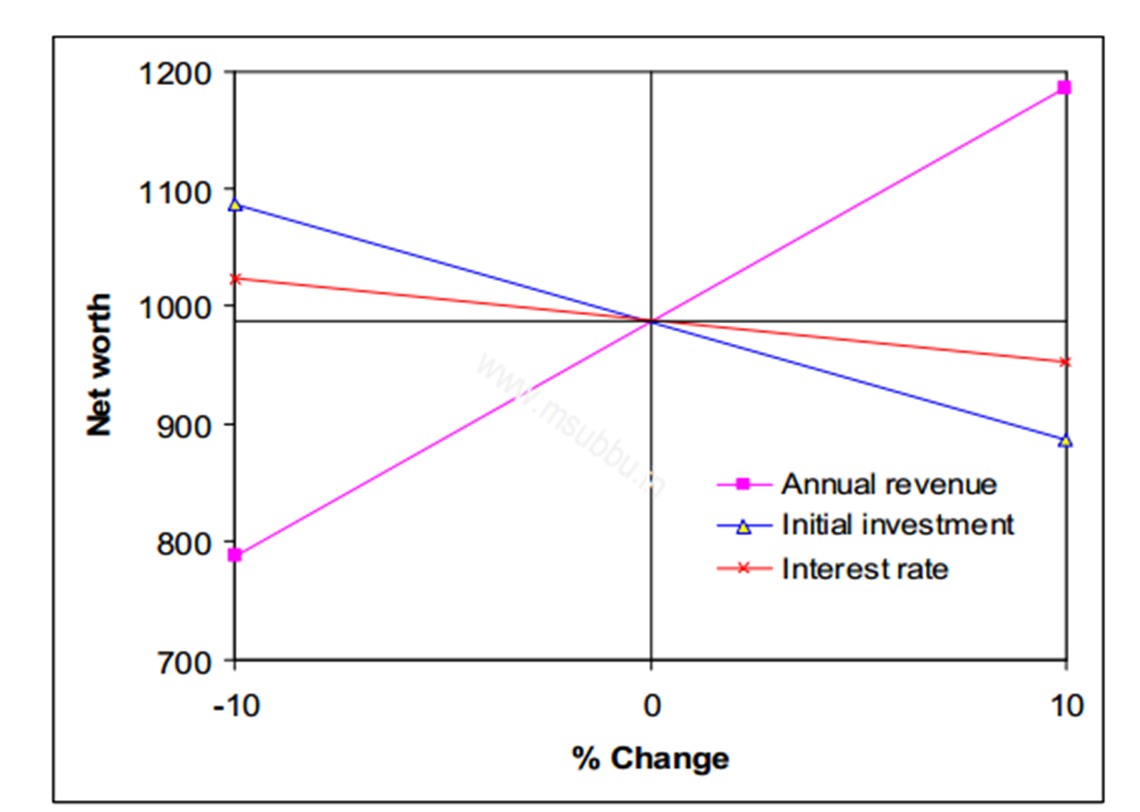 1200
1100
1000
900
800
700
Net worth
-10
0
10
% Change
Annual revenue
Initial investment
Interest rate
www.msubbu.in